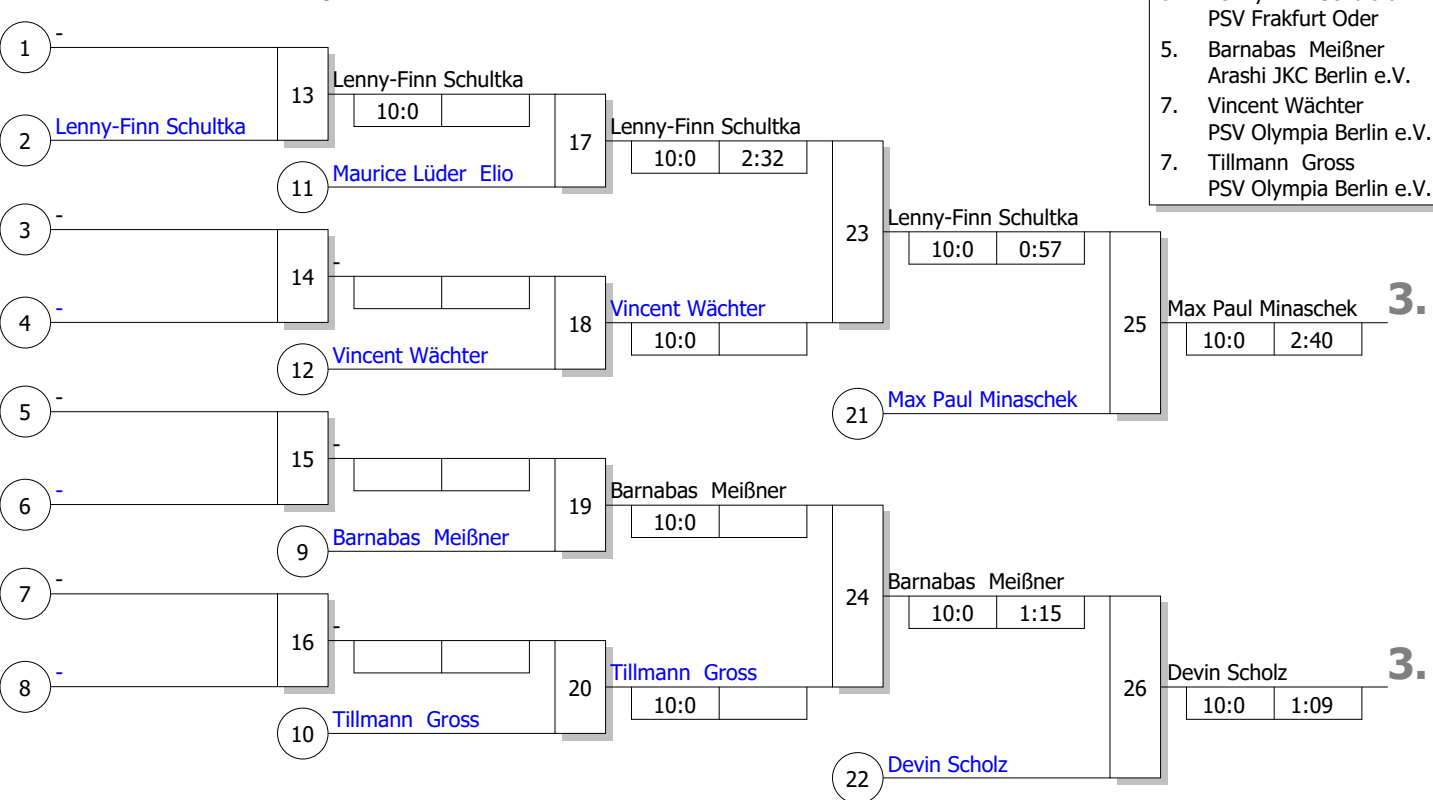 PSV Frakfurt Oder
5. Barnabas Meißner
Arashi JKC Berlin e.V.
7. Vincent Wächter
PSV Olympia Berlin e.V.
7. Tillmann Gross
PSV Olympia Berlin e.V.
1 -
2 Lenny-Finn Schultka
13 Lenny-Finn Schultka
10:0
11 Maurice Lüder Elio
17 Lenny-Finn Schultka
10:0 2:32
3 -
4 -
14 -
12 Vincent Wächter
18 Vincent Wächter
10:0
23 Lenny-Finn Schultka
10:0 0:57
21 Max Paul Minaschek
25 Max Paul Minaschek
10:0 2:40
3.
5 -
6 -
15 -
9 Barnabas Meißner
19 Barnabas Meißner
10:0
7 -
8 -
16 -
10 Tillmann Gross
20 Tillmann Gross
10:0
24 Barnabas Meißner
10:0 1:15
22 Devin Scholz
26 Devin Scholz
10:0 1:09
3.